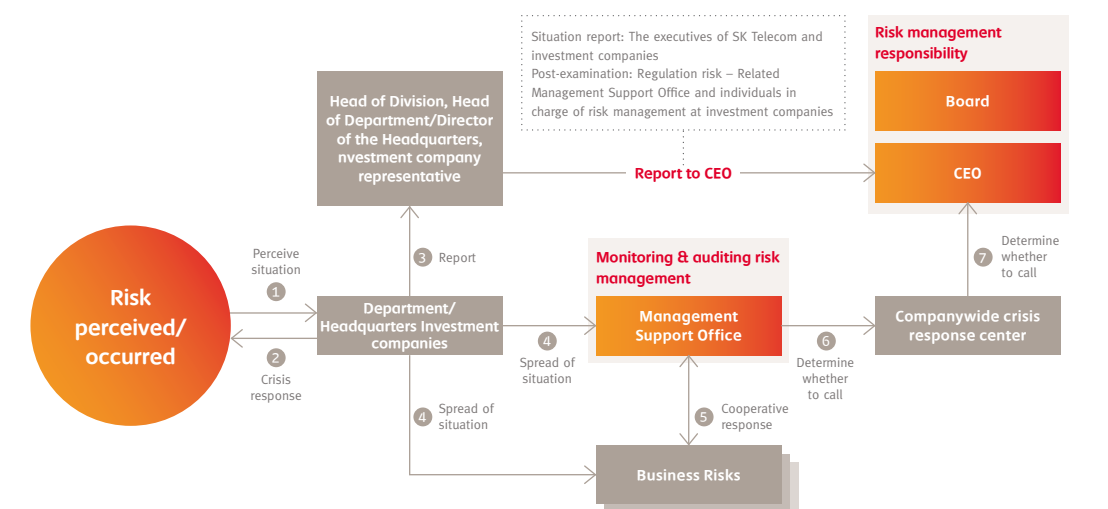 Situation report: The executives of SK Telecom and
investment companies
Post-examination: Regulation risk – Related
Management Support Office and individuals in
charge of risk management at investment companies
Risk management
responsibility
Board
CEO
Head of Division, Head
of Department/Director
of the Headquarters,
nvestment company
representative
Report to CEO
Risk
perceived/
occurred
Perceive
situation
1
2
Crisis
response
3 Report
Department/
Headquarters Investment
companies
4
Spread of
situation
4 Spread of
situation
Monitoring & auditing risk
management
Management
Support Office
5 Cooperative
response
Business Risks
6
Determine
whether
to call
Companywide crisis
response center
7 Determine
whether
to call